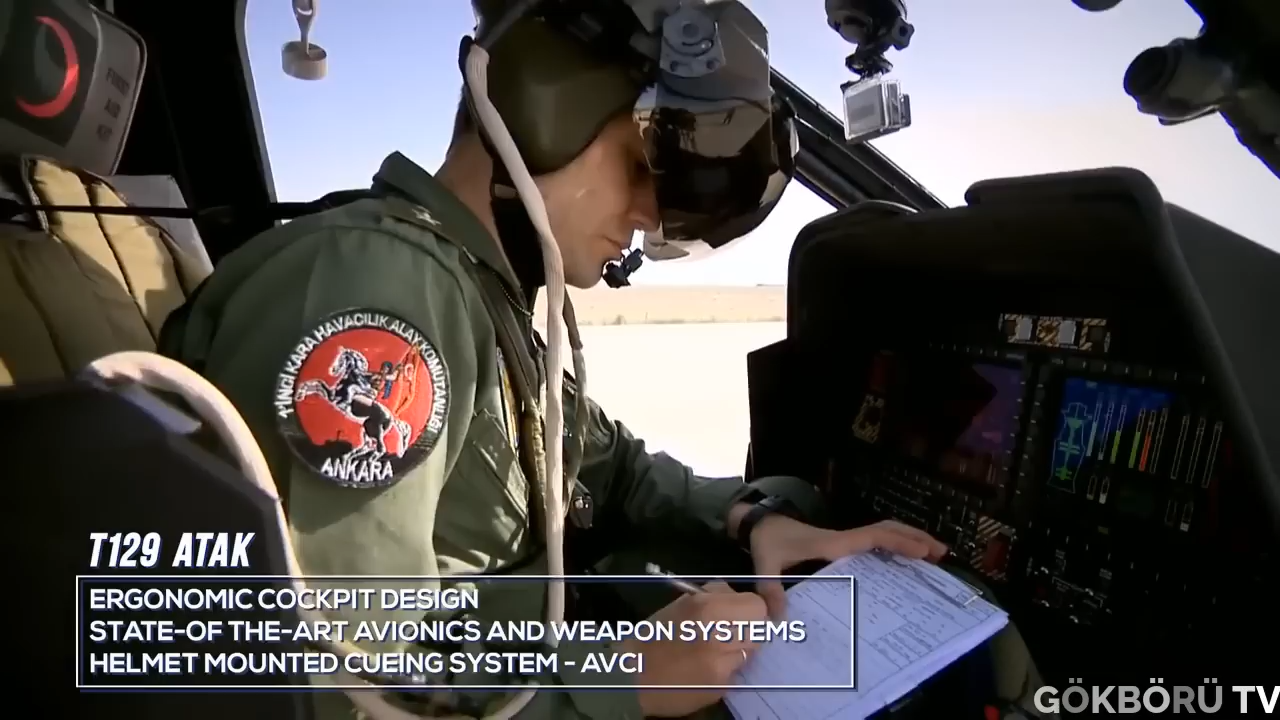 1'İNCİ KARA HAVACILIK ALAY KOMUTANLIĞI
ANKARA
T129 ATAK
ERGONOMIC COCKPIT DESIGN
STATE-OF THE-ART AVIONICS AND WEAPON SYSTEMS
HELMET MOUNTED CUEING SYSTEM - AVCI
GÖKBÖRÜ TV